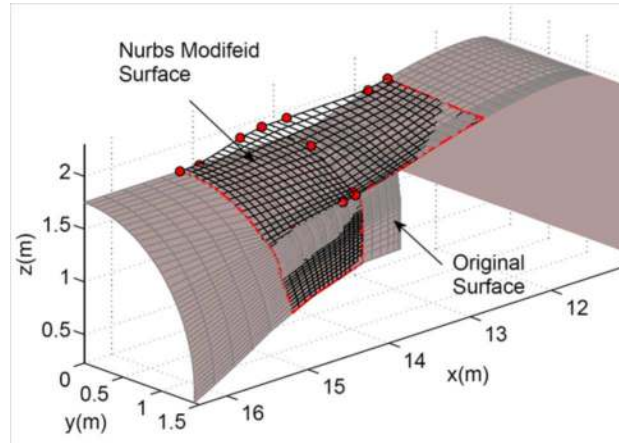 Nurbs Modifeid
Surface
2
1.5
1
0.5
0
z(m)
0.5
1
1.5
y(m)
16
15
14
13
12
x(m)
Original
Surface